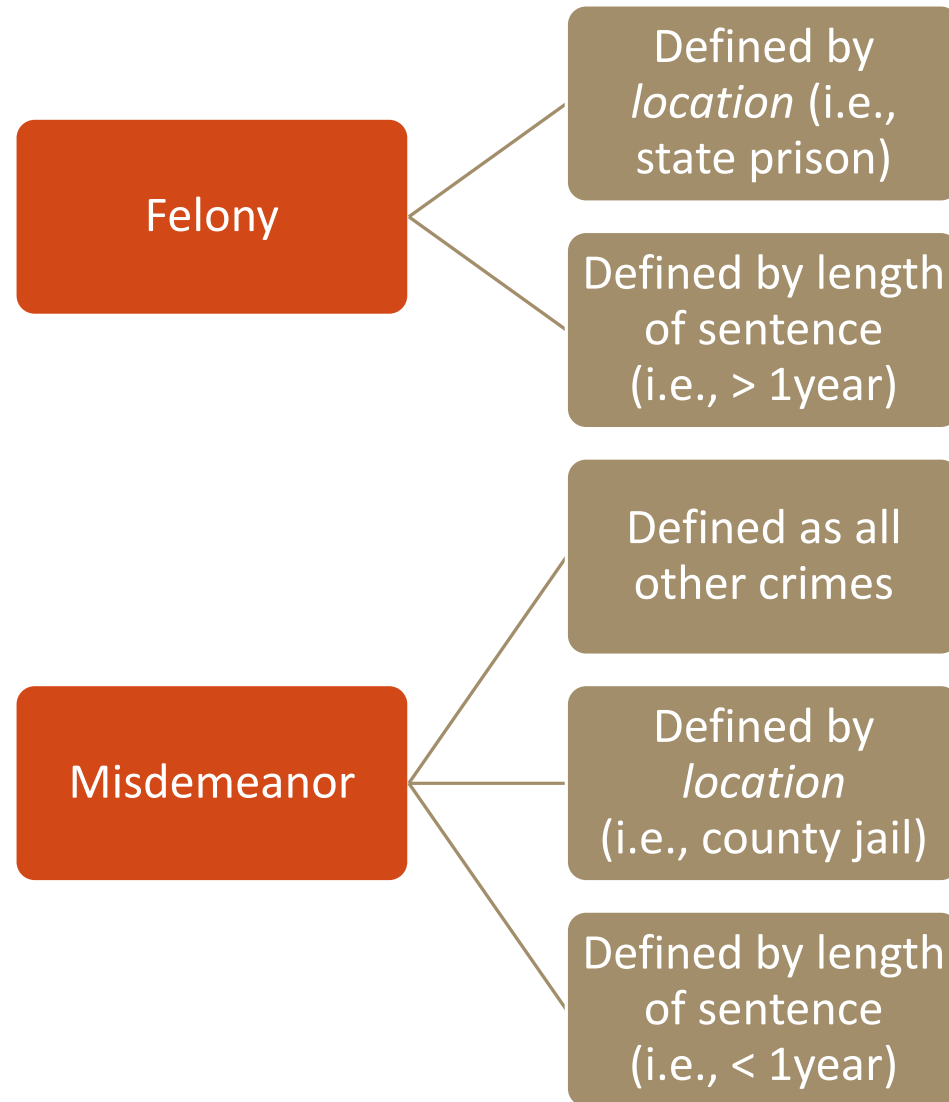 Felony
Defined by
location (i.e.,
state prison)
Defined by length
of sentence
(i.e., > 1year)
Misdemeanor
Defined as all
other crimes
Defined by
location
(i.e., county jail)
Defined by length
of sentence
(i.e., < 1year)